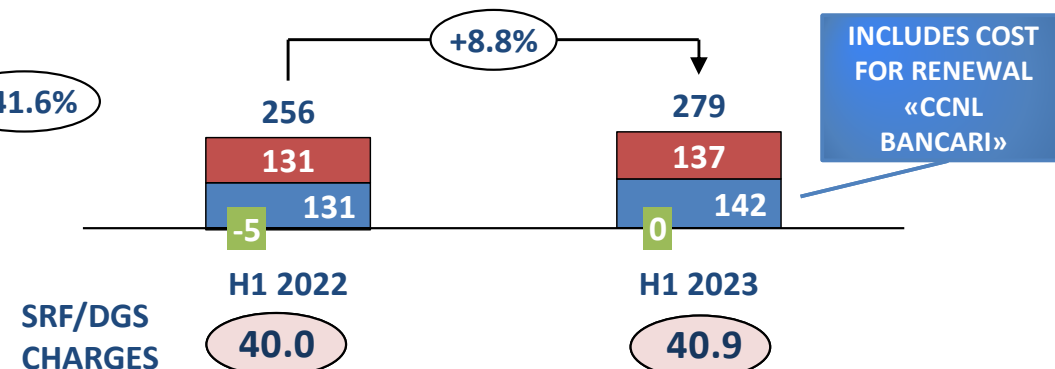 +8.8%
INCLUDES COST
FOR RENEWAL
«CCNL
BANCARI»
41.6%
256
279
131
137
131
142
-5
0
H1 2022
H1 2023
SRF/DGS
CHARGES
40.0
40.9